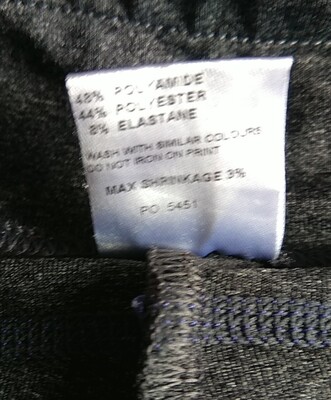 48% POLYAMIDE
44% POLYESTER
8% ELASTANE
WASH WITH SIMILAR COLOURS
DO NOT IRON ON PRINT
MAX SHRINKAGE 3%
PO 5451